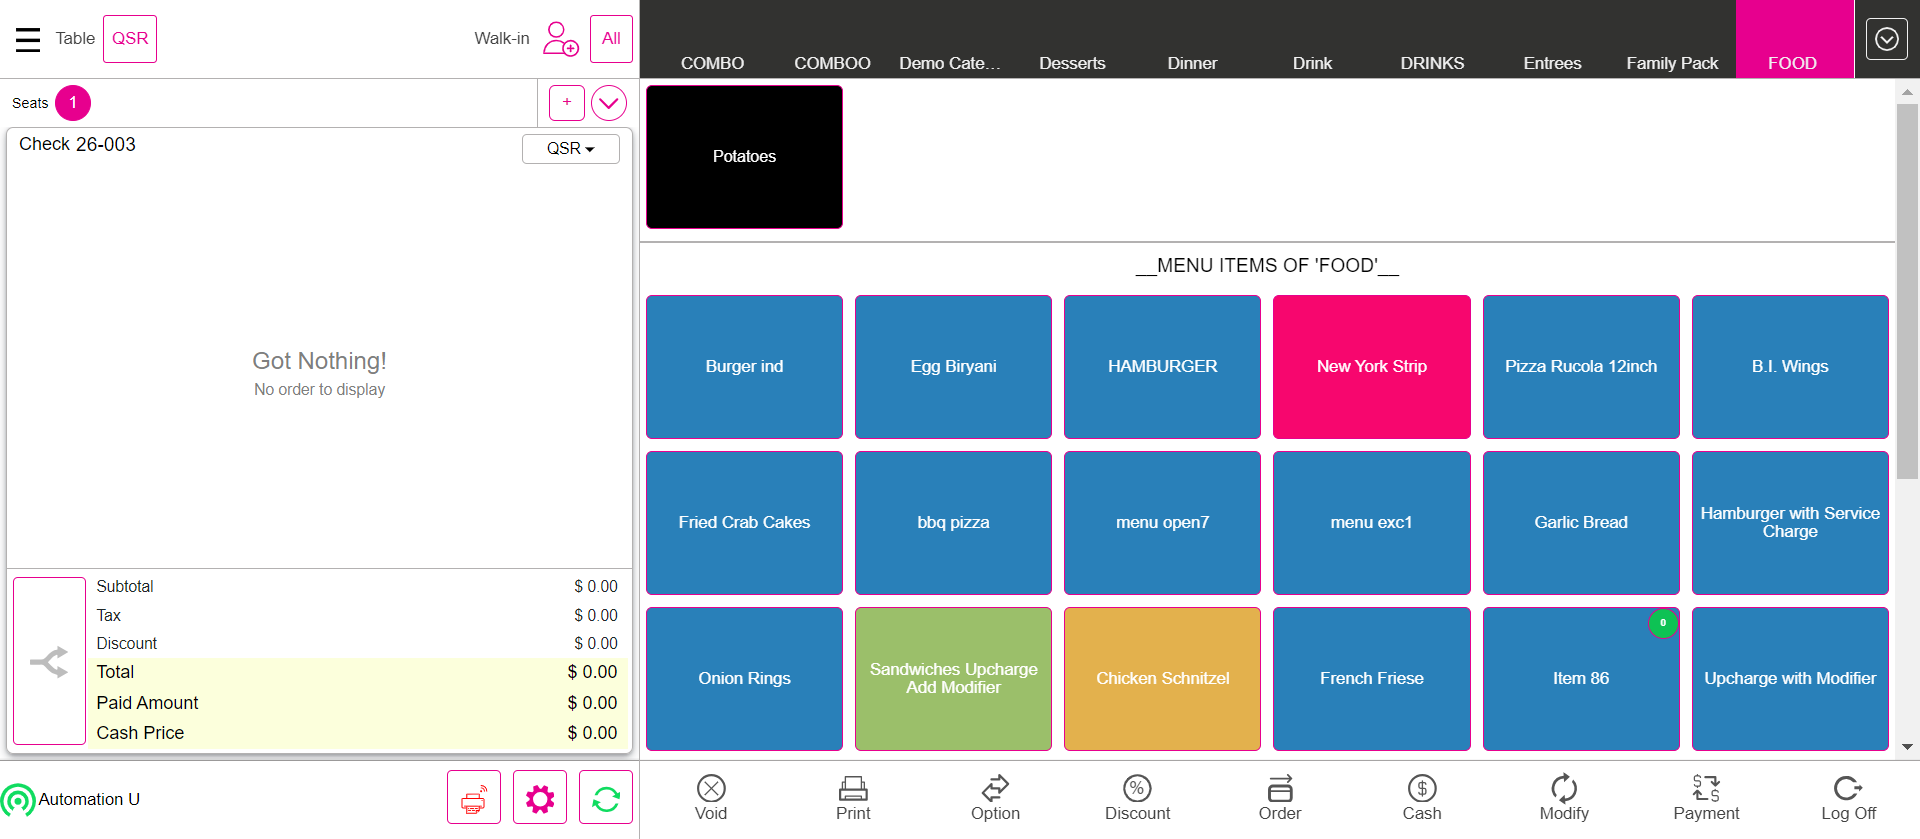 Table
QSR
Walk-in
All
COMBO
COMBOO
Demo Cate...
Desserts
Dinner
Drink
DRINKS
Entrees
Family Pack
FOOD
Seats
1
+
Check 26-003
QSR
Potatoes
__MENU ITEMS OF 'FOOD'__
Got Nothing!
No order to display
Burger ind
Egg Biryani
HAMBURGER
New York Strip
Pizza Rucola 12inch
B.I. Wings
Fried Crab Cakes
bbq pizza
menu open7
menu exc1
Garlic Bread
Hamburger with Service
Charge
Onion Rings
Sandwiches Upcharge
Add Modifier
Chicken Schnitzel
French Friese
0
Item 86
Upcharge with Modifier
Subtotal $ 0.00
Tax $ 0.00
Discount $ 0.00
Total $ 0.00
Paid Amount $ 0.00
Cash Price $ 0.00
Automation U
Void
Print
Option
Discount
Order
Cash
Modify
Payment
Log Off